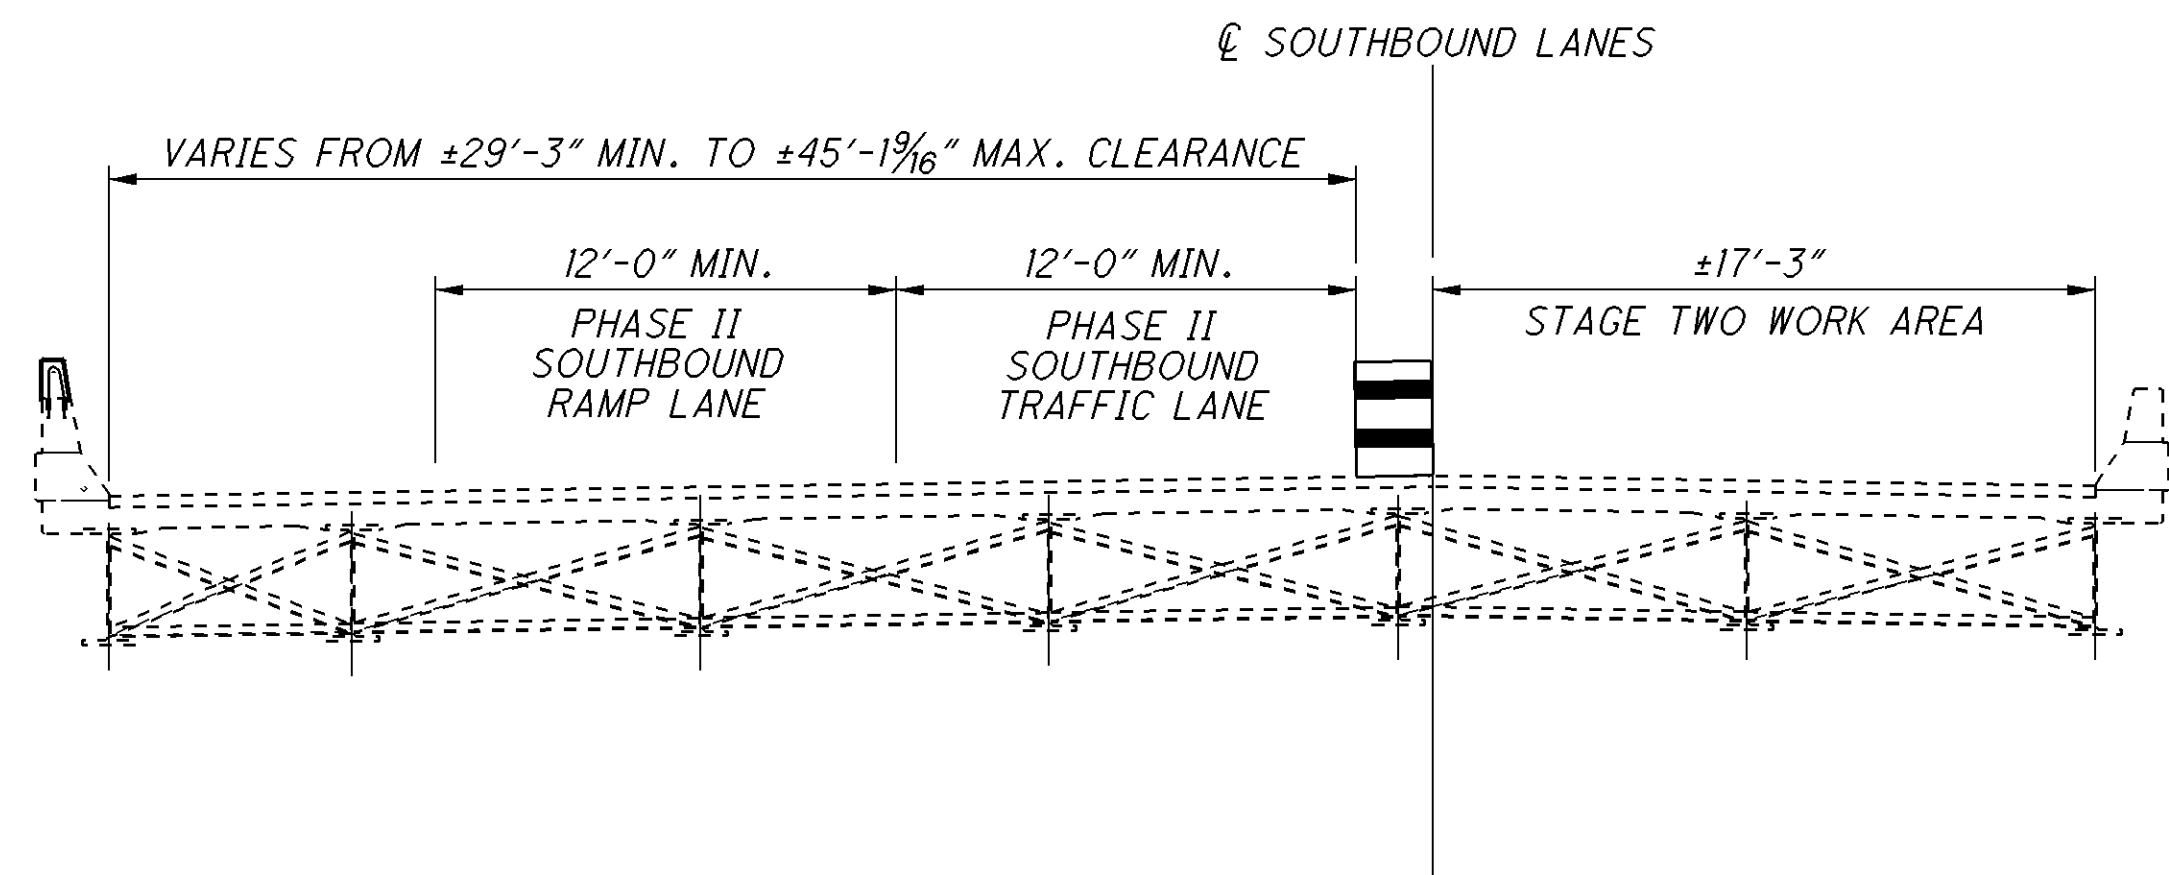 ℄ SOUTHBOUND LANES
VARIES FROM ±29'-3" MIN. TO ±45'-1 9/16" MAX. CLEARANCE
12'-0" MIN.
PHASE II
SOUTHBOUND
RAMP LANE
12'-0" MIN.
PHASE II
SOUTHBOUND
TRAFFIC LANE
±17'-3"
STAGE TWO WORK AREA